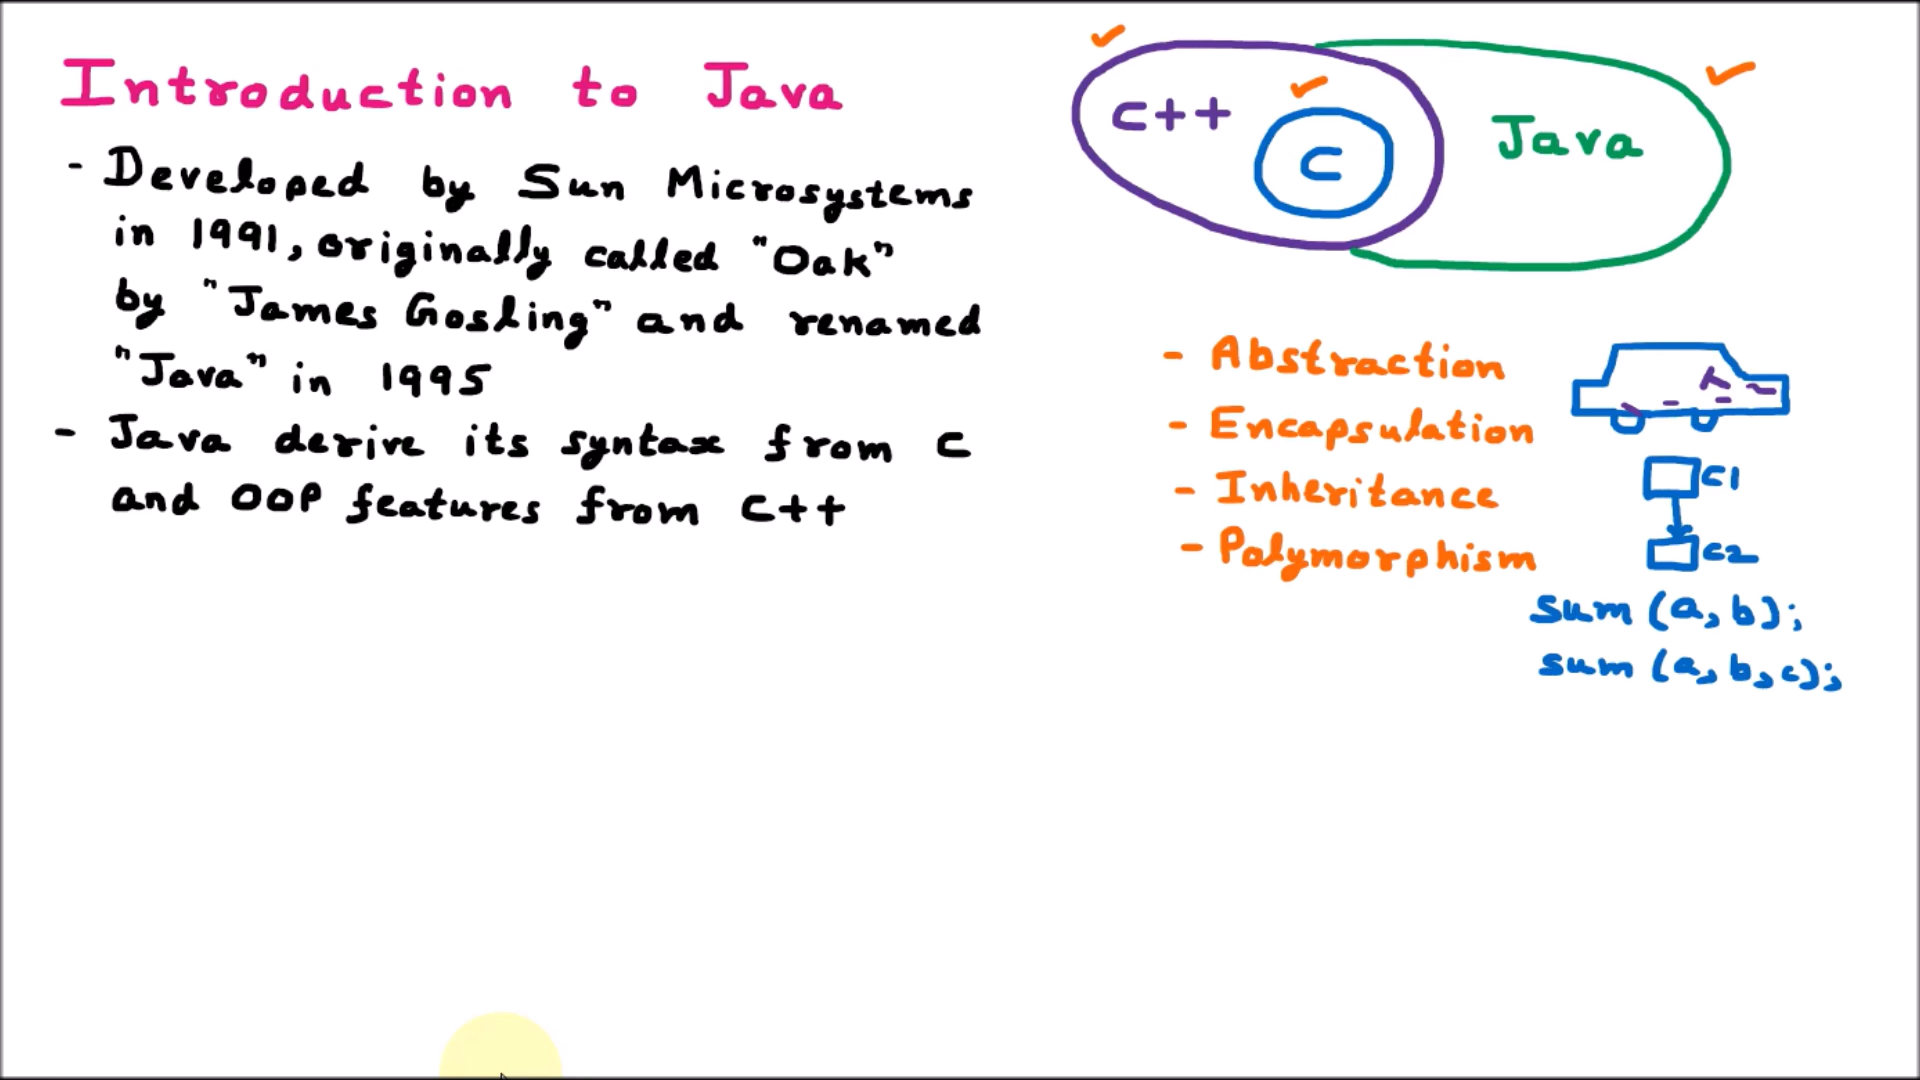 Introduction to Java
- Developed by Sun Microsystems
in 1991, originally called "Oak"
by "James Gosling" and renamed
"Java" in 1995
- Java derive its syntax from C
and OOP features from C++
C++
C
Java
- Abstraction
- Encapsulation
- Inheritance
- Polymorphism
C1
C2
sum (a, b);
sum (a, b, c);